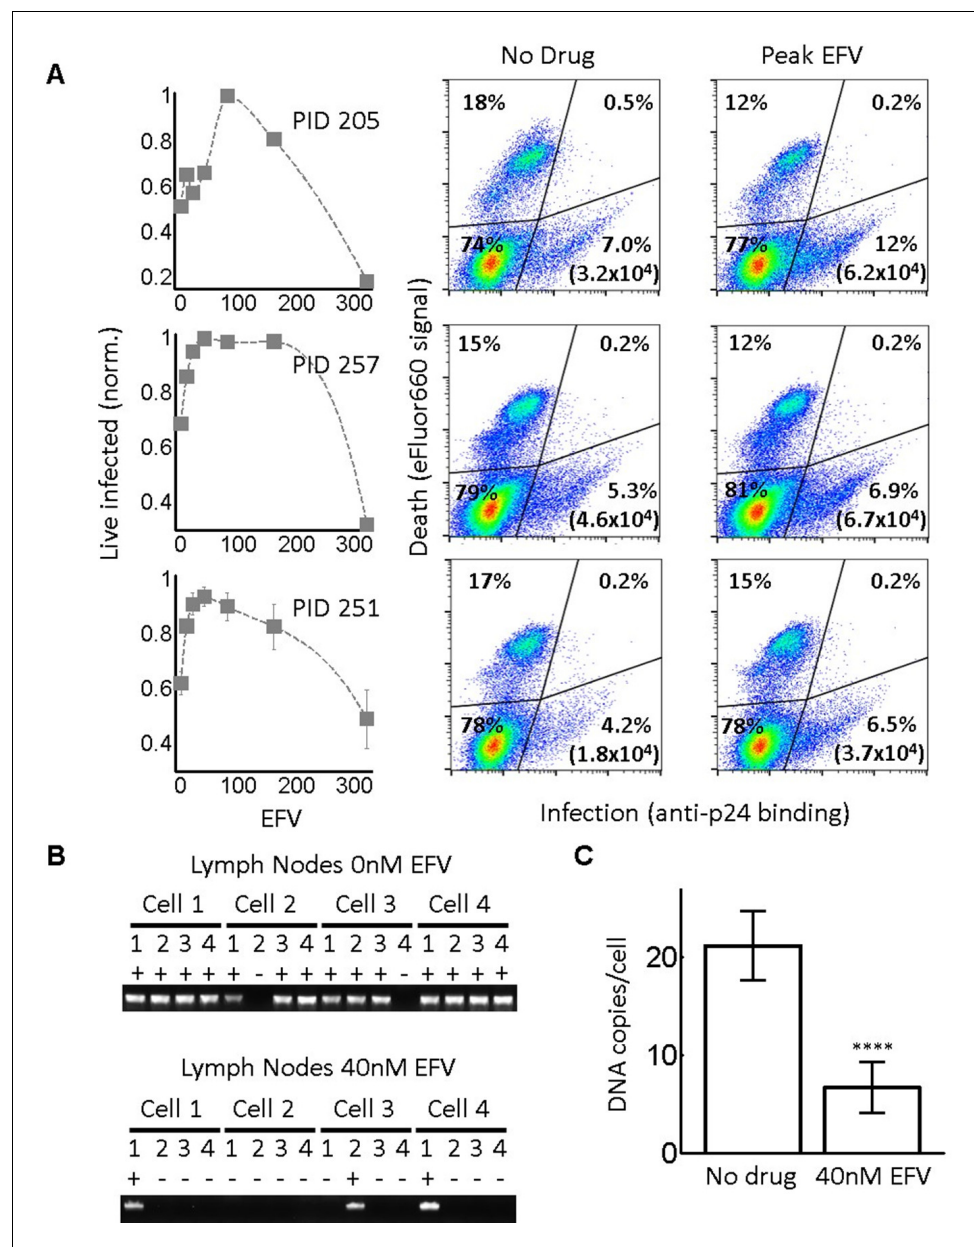 A
No Drug
Peak EFV
1
0.8
0.6
0.4
0.2
0 100 200 300
PID 205
18% 0.5%
74% 7.0%
(3.2x10⁴)
12% 0.2%
77% 12%
(6.2x10⁴)
Live infected (norm.)
Death (eFluor660 signal)
1
0.8
0.6
0.4
0 100 200 300
PID 257
15% 0.2%
79% 5.3%
(4.6x10⁴)
12% 0.2%
81% 6.9%
(6.7x10⁴)
1
0.8
0.6
0.4
0 100 200 300
PID 251
17% 0.2%
78% 4.2%
(1.8x10⁴)
15% 0.2%
78% 6.5%
(3.7x10⁴)
EFV
Infection (anti-p24 binding)
B
Lymph Nodes 0nM EFV
Cell 1 Cell 2 Cell 3 Cell 4
1 2 3 4 1 2 3 4 1 2 3 4 1 2 3 4
+ + + + + - + + + + + - + + + +
Lymph Nodes 40nM EFV
Cell 1 Cell 2 Cell 3 Cell 4
1 2 3 4 1 2 3 4 1 2 3 4 1 2 3 4
+ - - - - - - - - + - - + - - -
C
DNA copies/cell
20
10
0
****
No drug 40nM EFV